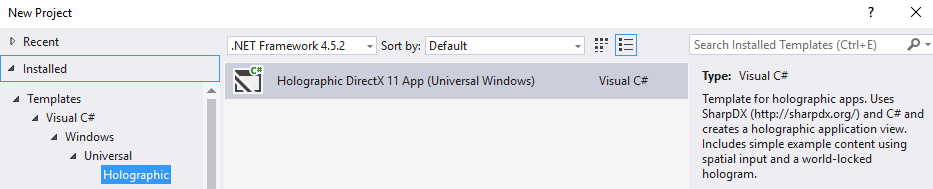 New Project
? ×
Recent
.NET Framework 4.5.2
Sort by: Default
Search Installed Templates (Ctrl+E)
Installed
Templates
Visual C#
Windows
Universal
Holographic
C#
Holographic DirectX 11 App (Universal Windows)
Visual C#
Type: Visual C#
Template for holographic apps. Uses
SharpDX (http://sharpdx.org/) and C# and
creates a holographic application view.
Includes simple example content using
spatial input and a world-locked
hologram.